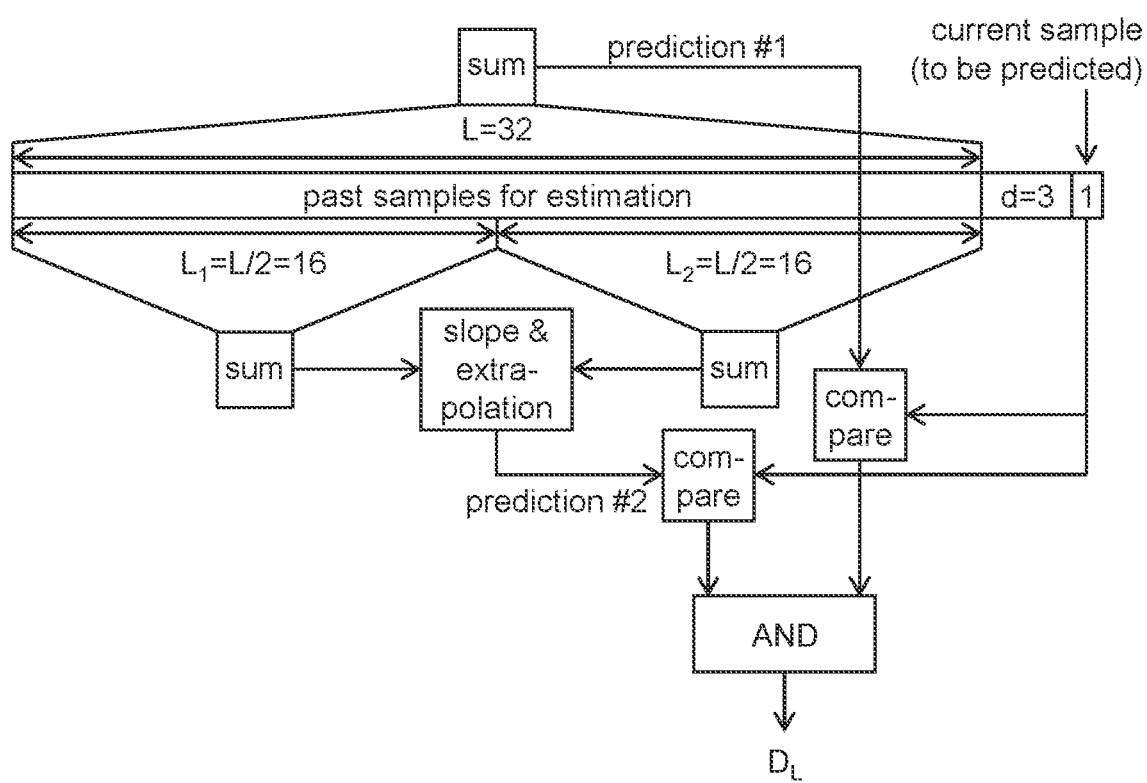 current sample
(to be predicted)
sum
prediction #1
L=32
past samples for estimation
d=3
1
L₁=L/2=16
L₂=L/2=16
sum
slope &
extra-
polation
sum
com-
pare
prediction #2
com-
pare
AND
D_L